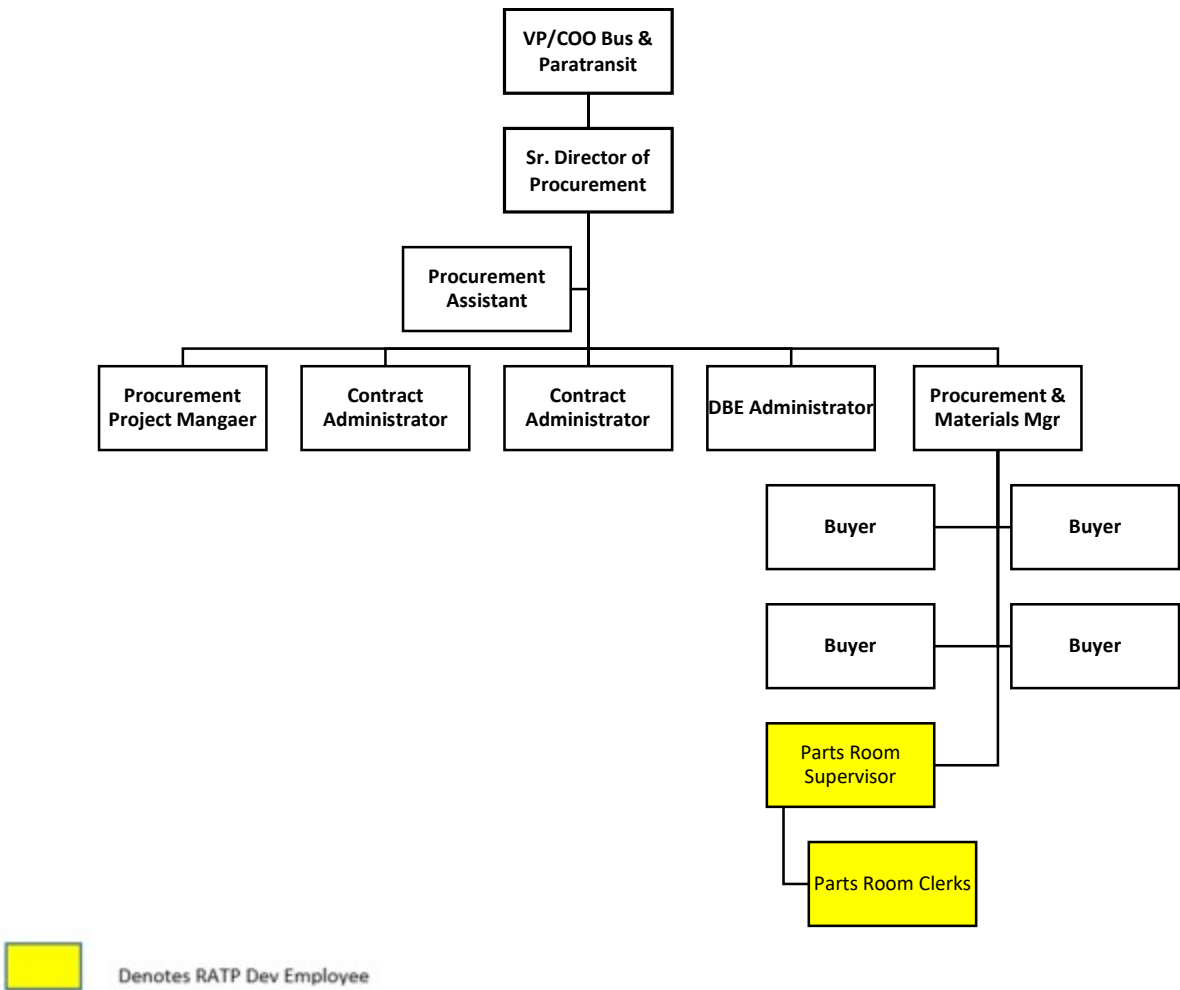 VP/COO Bus &
Paratransit
Sr. Director of
Procurement
Procurement
Assistant
Procurement
Project Mangaer
Contract
Administrator
Contract
Administrator
DBE Administrator
Procurement &
Materials Mgr
Buyer
Buyer
Buyer
Buyer
Parts Room
Supervisor
Parts Room Clerks
Denotes RATP Dev Employee